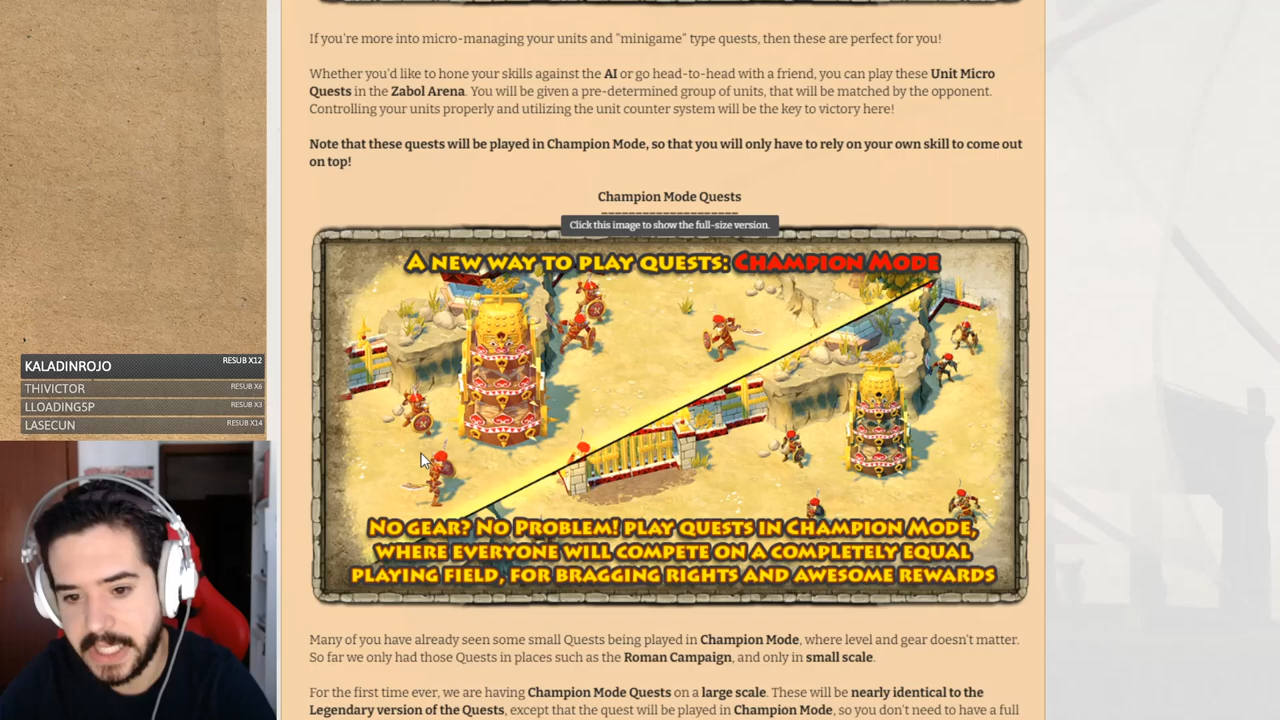 If you're more into micro-managing your units and "minigame" type quests, then these are perfect for you!
Whether you'd like to hone your skills against the AI or go head-to-head with a friend, you can play these Unit Micro
Quests in the Zabol Arena. You will be given a pre-determined group of units, that will be matched by the opponent.
Controlling your units properly and utilizing the unit counter system will be the key to victory here!
Note that these quests will be played in Champion Mode, so that you will only have to rely on your own skill to come out
on top!
Champion Mode Quests
====================
Click this image to show the full-size version.
A new way to play quests: Champion Mode
No gear? No Problem! Play quests in Champion Mode,
where everyone will compete on a completely equal
playing field, for bragging rights and awesome rewards
KALADINROJO RESUB X12
THIVICTOR RESUB X6
LLOADING5P RESUB X3
LASECUN RESUB X14
Many of you have already seen some small Quests being played in Champion Mode, where level and gear doesn't matter.
So far we only had those Quests in places such as the Roman Campaign, and only in small scale.
For the first time ever, we are having Champion Mode Quests on a large scale. These will be nearly identical to the
Legendary version of the Quests, except that the quest will be played in Champion Mode, so you don't need to have a full